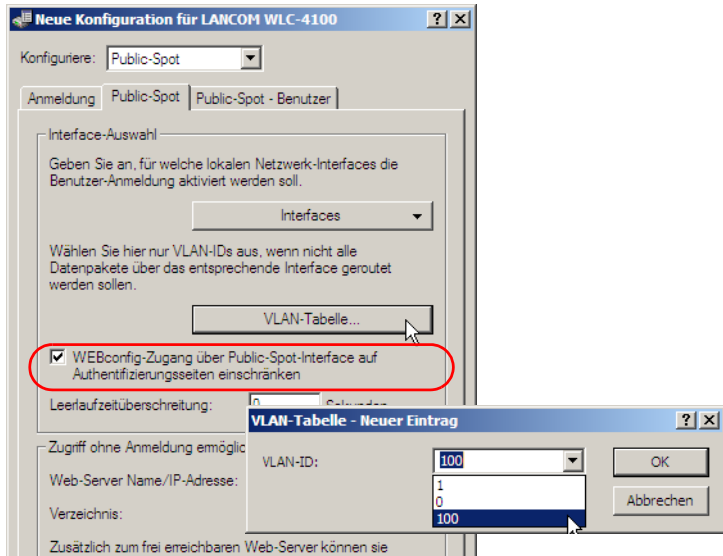 Neue Konfiguration für LANCOM WLC-4100
Konfiguriere: Public-Spot
Anmeldung Public-Spot Public-Spot - Benutzer
Interface-Auswahl
Geben Sie an, für welche lokalen Netzwerk-Interfaces die
Benutzer-Anmeldung aktiviert werden soll.
Interfaces
Wählen Sie hier nur VLAN-IDs aus, wenn nicht alle
Datenpakete über das entsprechende Interface geroutet
werden sollen.
VLAN-Tabelle...
WEBconfig-Zugang über Public-Spot-Interface auf
Authentifizierungsseiten einschränken
Leerlaufzeitüberschreitung: 0 Sekunden
VLAN-Tabelle - Neuer Eintrag
VLAN-ID: 100 OK
1
0
100
Abbrechen
Zugriff ohne Anmeldung ermöglic
Web-Server Name/IP-Adresse:
Verzeichnis:
Zusätzlich zum frei erreichbaren Web-Server können sie